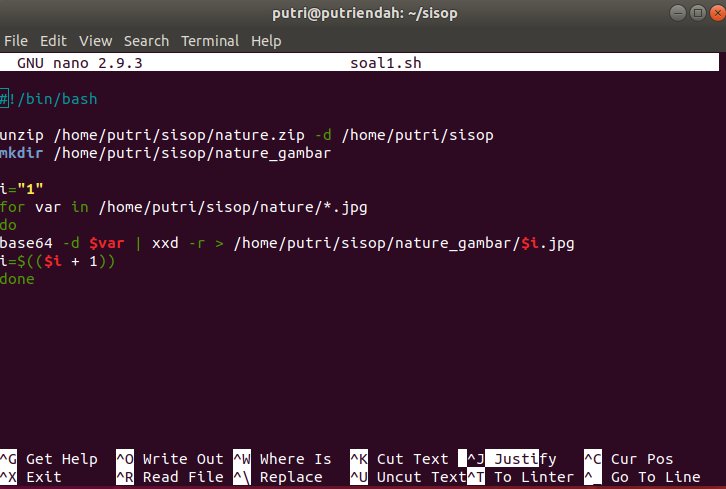 putri@putriendah: ~/sisop
File Edit View Search Terminal Help
GNU nano 2.9.3 soal1.sh
#!/bin/bash
unzip /home/putri/sisop/nature.zip -d /home/putri/sisop
mkdir /home/putri/sisop/nature_gambar
i="1"
for var in /home/putri/sisop/nature/*.jpg
do
base64 -d $var | xxd -r > /home/putri/sisop/nature_gambar/$i.jpg
i=$(($i + 1))
done
^G Get Help ^O Write Out ^W Where Is ^K Cut Text ^J Justify ^C Cur Pos
^X Exit ^R Read File ^\ Replace ^U Uncut Text ^T To Linter ^_ Go To Line